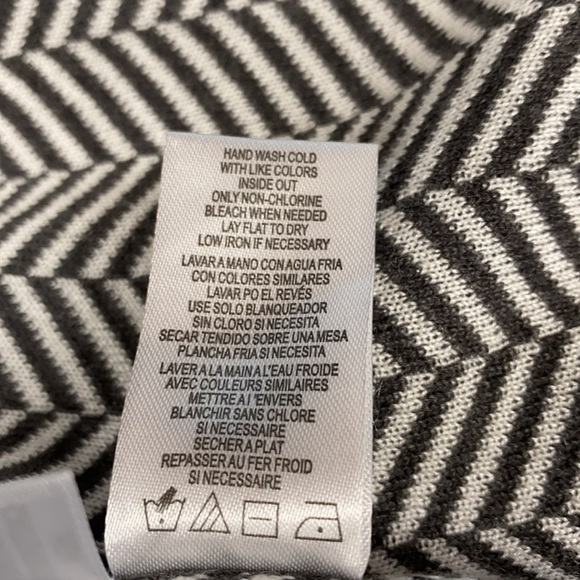 HAND WASH COLD
WITH LIKE COLORS
INSIDE OUT
ONLY NON-CHLORINE
BLEACH WHEN NEEDED
LAY FLAT TO DRY
LOW IRON IF NECESSARY
LAVAR A MANO CON AGUA FRIA
CON COLORES SIMILARES
LAVAR PO EL REVÉS
USE SOLO BLANQUEADOR
SIN CLORO SI NECESITA
SECAR TENDIDO SOBRE UNA MESA
PLANCHA FRIA SI NECESITA
LAVER A LA MAIN A L'EAU FROIDE
AVEC COULEURS SIMILAIRES
METTRE A I 'ENVERS
BLANCHIR SANS CHLORE
SI NECESSAIRE
SECHER A PLAT
REPASSER AU FER FROID
SI NECESSAIRE